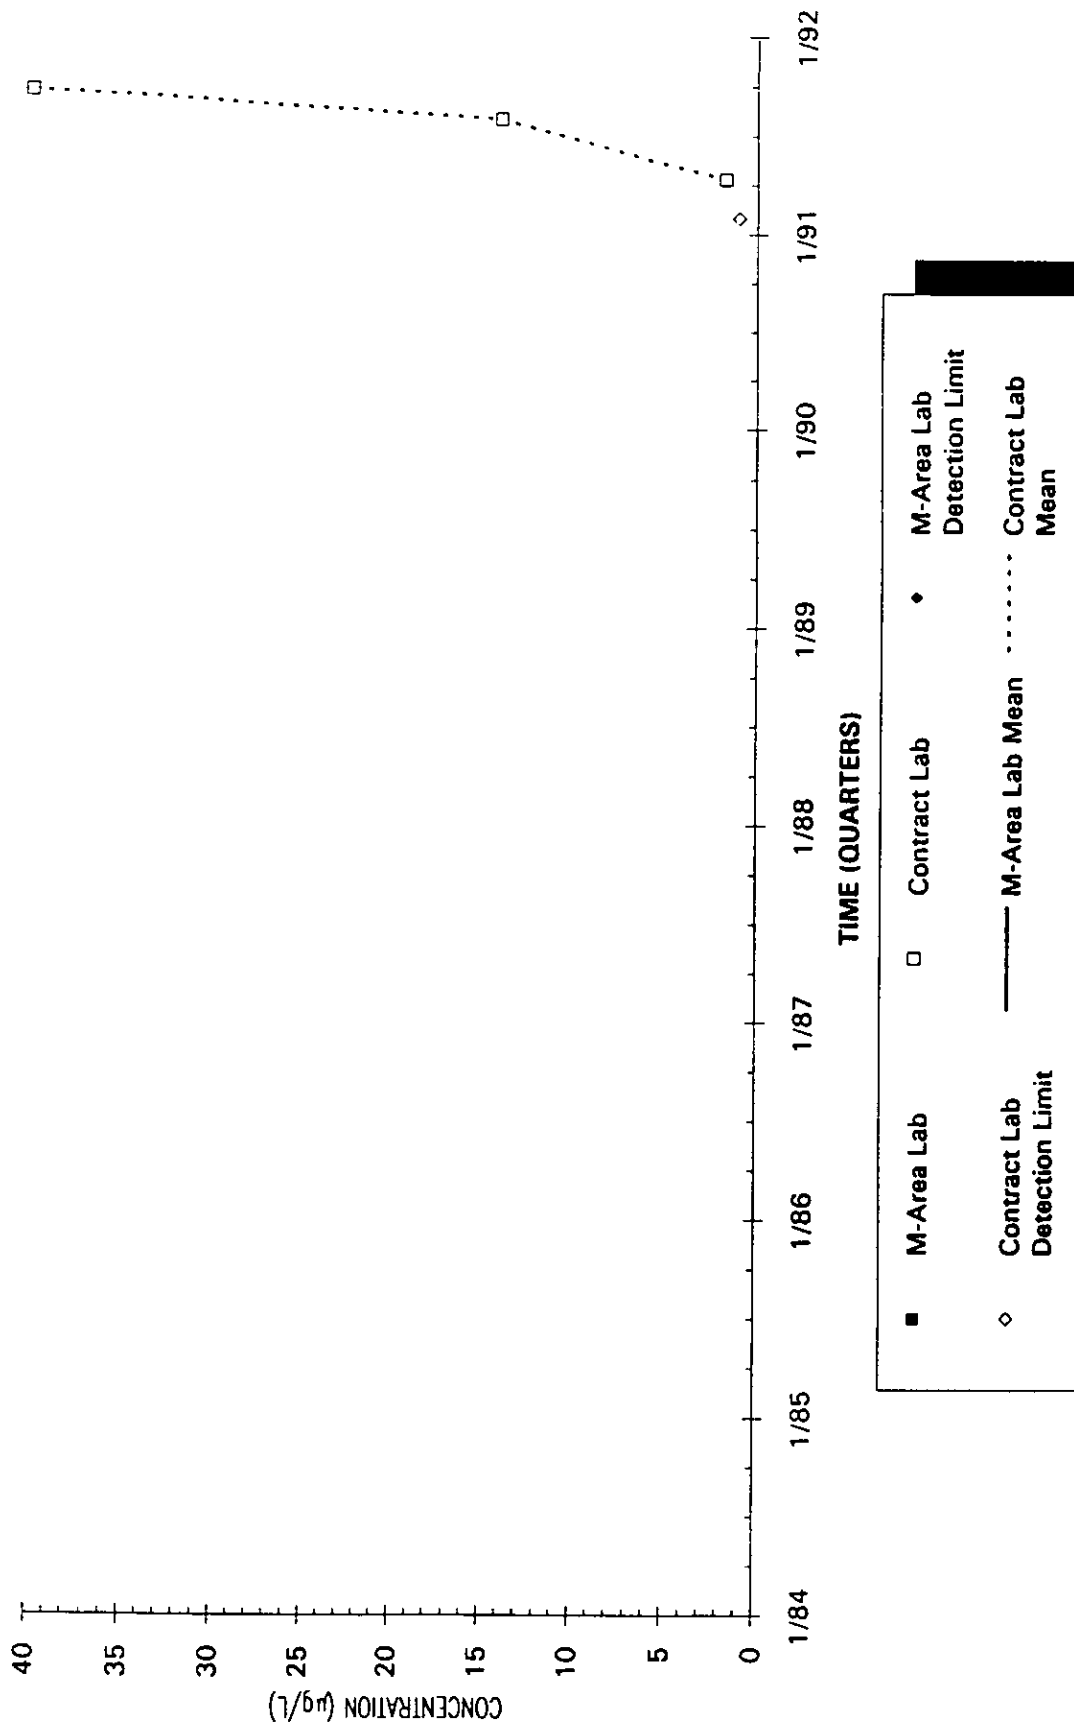 CONCENTRATION (µg/L)
40
35
30
25
20
15
10
5
0
1/84
1/85
1/86
1/87
1/88
1/89
1/90
1/91
1/92
TIME (QUARTERS)
M-Area Lab
Contract Lab
M-Area Lab
Detection Limit
Contract Lab
Detection Limit
M-Area Lab Mean
Contract Lab
Mean